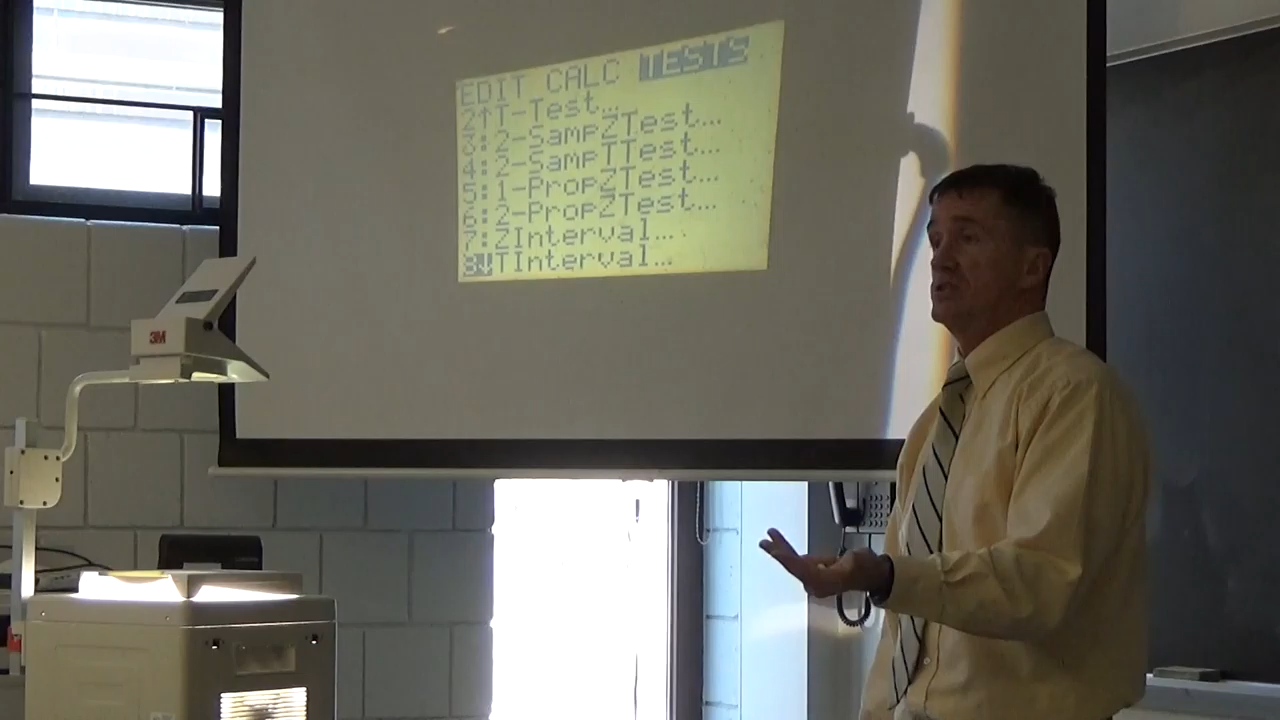 EDIT CALC TESTS
2↑T-Test...
3:2-SampZTest...
4:2-SampTTest...
5:1-PropZTest...
6:2-PropZTest...
7:ZInterval...
8↓TInterval...
3M